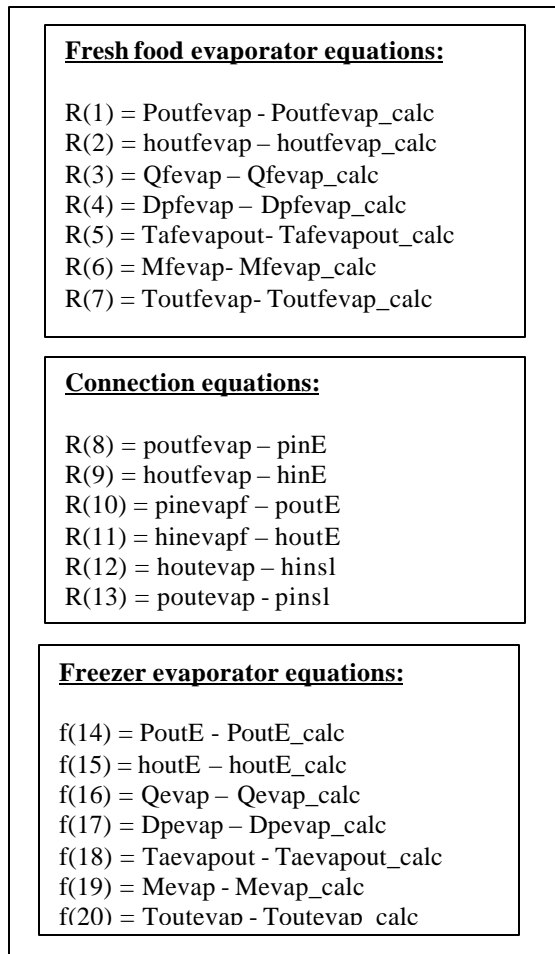 Fresh food evaporator equations:
R(1) = Poutfevap - Poutfevap_calc
R(2) = houtfevap – houtfevap_calc
R(3) = Qfevap – Qfevap_calc
R(4) = Dpfevap – Dpfevap_calc
R(5) = Tafevapout- Tafevapout_calc
R(6) = Mfevap- Mfevap_calc
R(7) = Toutfevap- Toutfevap_calc
Connection equations:
R(8) = poutfevap – pinE
R(9) = houtfevap – hinE
R(10) = pinevapf – poutE
R(11) = hinevapf – houtE
R(12) = houtevap – hinsl
R(13) = poutevap - pinsl
Freezer evaporator equations:
f(14) = PoutE - PoutE_calc
f(15) = houtE – houtE_calc
f(16) = Qevap – Qevap_calc
f(17) = Dpevap – Dpevap_calc
f(18) = Taevapout - Taevapout_calc
f(19) = Mevap - Mevap_calc
f(20) = Toutevap - Toutevap_calc